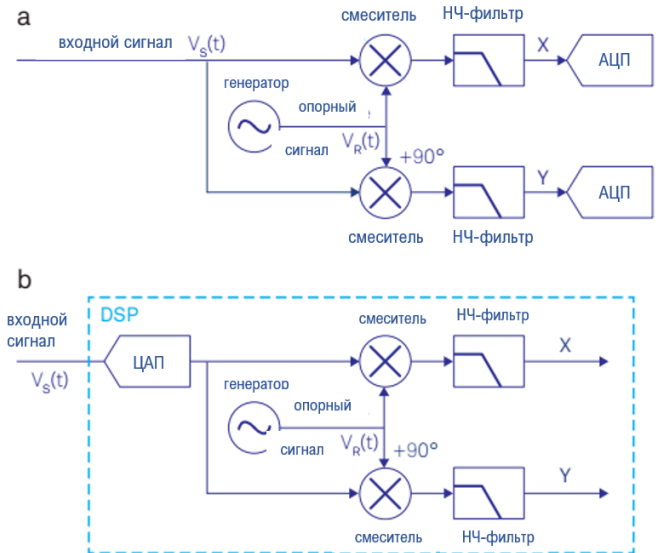 a
смеситель
НЧ-фильтр
входной сигнал
V_S(t)
X
АЦП
генератор
опорный
сигнал
V_R(t)
+90°
Y
АЦП
смеситель
НЧ-фильтр
b
DSP
входной
сигнал
V_S(t)
ЦАП
смеситель
НЧ-фильтр
X
генератор
опорный
сигнал
V_R(t)
+90°
Y
смеситель
НЧ-фильтр